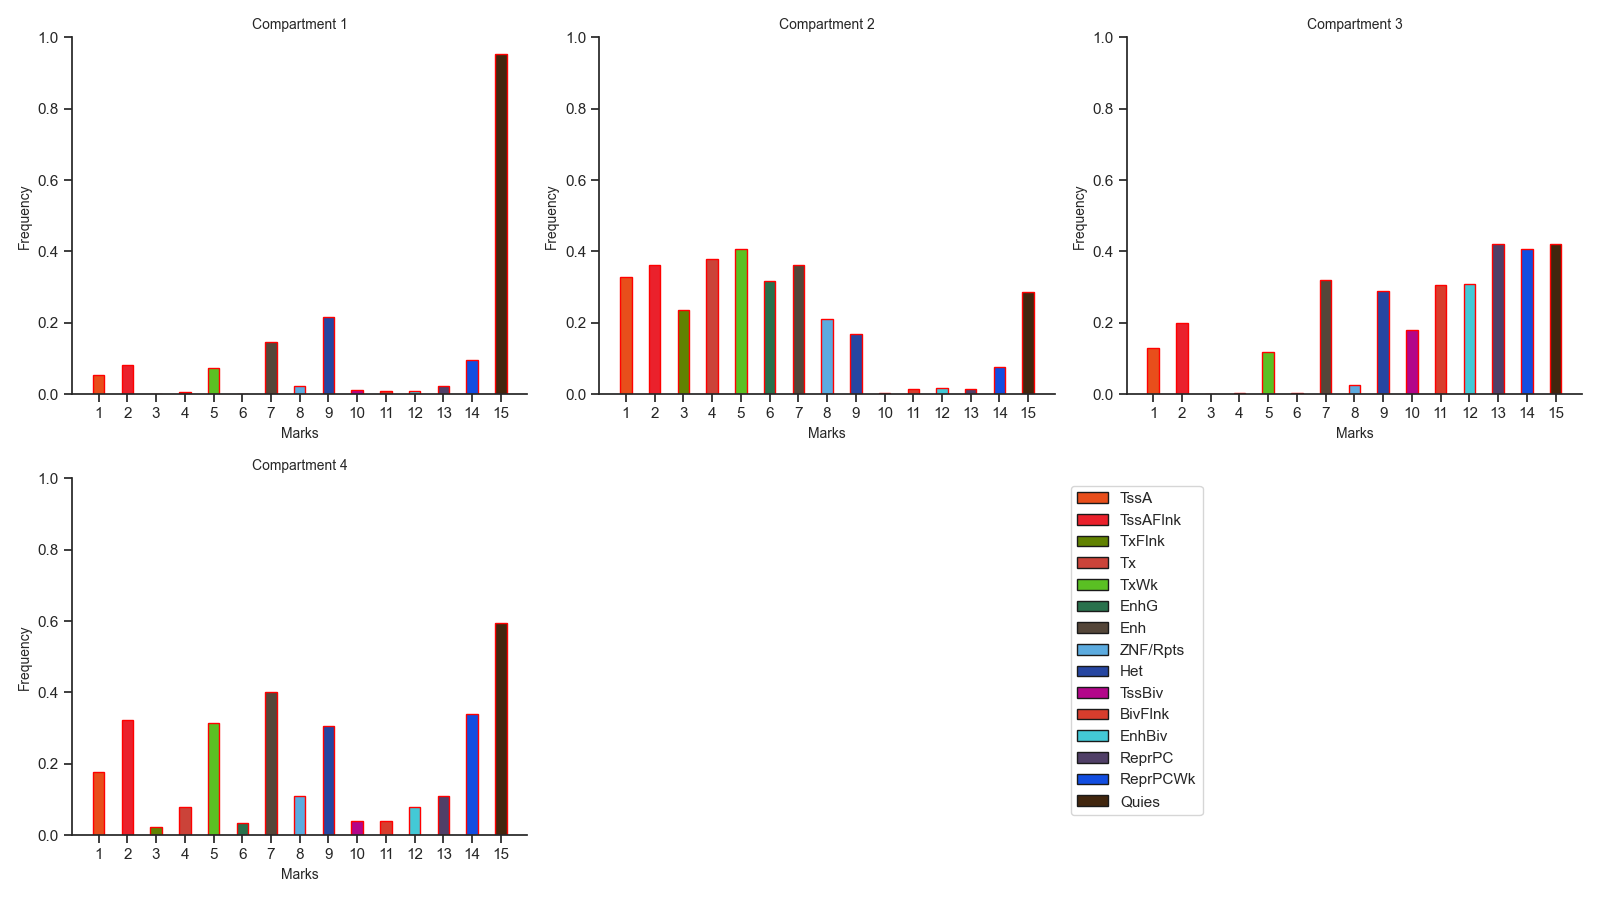 Compartment 1
1.0
0.8
0.6
0.4
0.2
0.0
Frequency
1 2 3 4 5 6 7 8 9 10 11 12 13 14 15
Marks
Compartment 2
1.0
0.8
0.6
0.4
0.2
0.0
Frequency
1 2 3 4 5 6 7 8 9 10 11 12 13 14 15
Marks
Compartment 3
1.0
0.8
0.6
0.4
0.2
0.0
Frequency
1 2 3 4 5 6 7 8 9 10 11 12 13 14 15
Marks
Compartment 4
1.0
0.8
0.6
0.4
0.2
0.0
Frequency
1 2 3 4 5 6 7 8 9 10 11 12 13 14 15
Marks
TssA
TssAFlnk
TxFlnk
Tx
TxWk
EnhG
Enh
ZNF/Rpts
Het
TssBiv
BivFlnk
EnhBiv
ReprPC
ReprPCWk
Quies